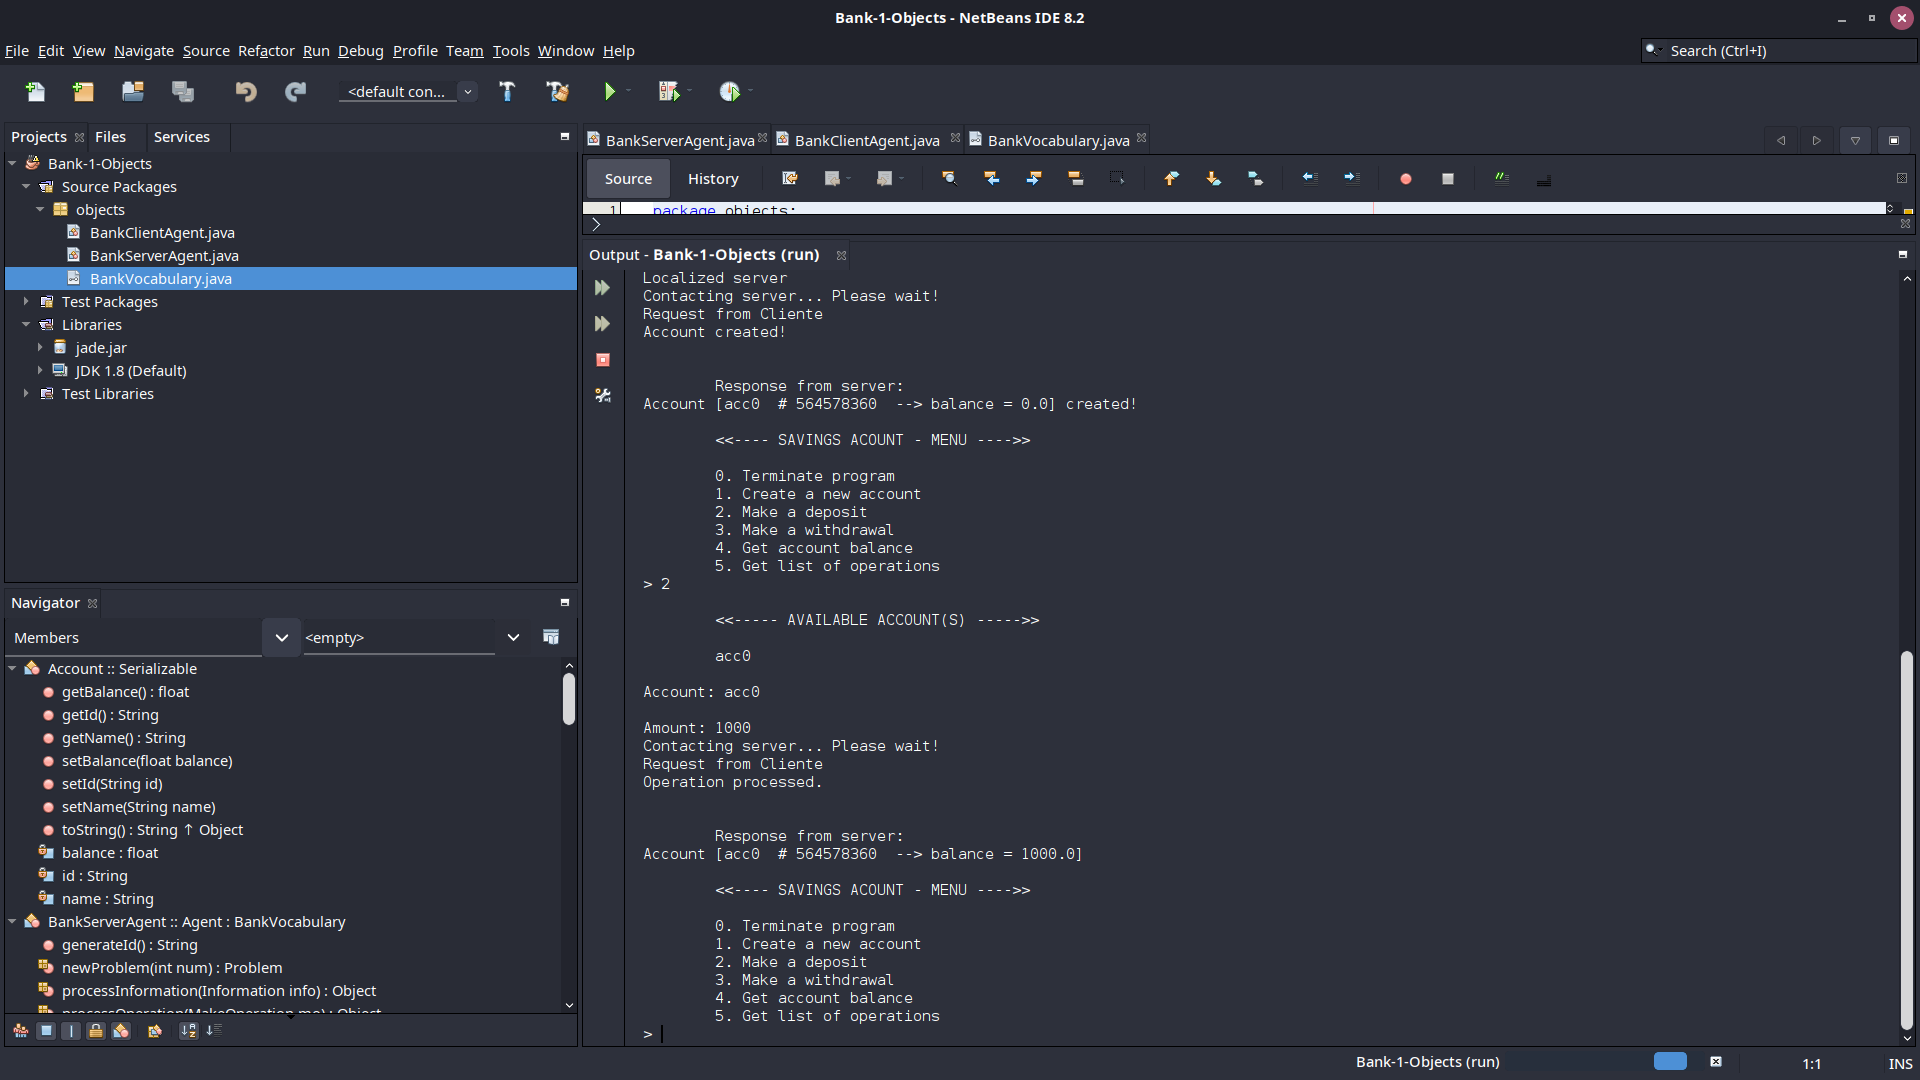 Bank-1-Objects - NetBeans IDE 8.2
File Edit View Navigate Source Refactor Run Debug Profile Team Tools Window Help
Search (Ctrl+I)
<default con...
Projects Files Services
Bank-1-Objects
Source Packages
objects
BankClientAgent.java
BankServerAgent.java
BankVocabulary.java
Test Packages
Libraries
jade.jar
JDK 1.8 (Default)
Test Libraries
Navigator
Members <empty>
Account :: Serializable
getBalance() : float
getId() : String
getName() : String
setBalance(float balance)
setId(String id)
setName(String name)
toString() : String ↑ Object
balance : float
id : String
name : String
BankServerAgent :: Agent : BankVocabulary
generateId() : String
newProblem(int num) : Problem
processInformation(Information info) : Object
processOperation(MakeOperation mo) : Object
BankServerAgent.java BankClientAgent.java BankVocabulary.java
Source History
1 package objects;
Output - Bank-1-Objects (run)
Localized server
Contacting server... Please wait!
Request from Cliente
Account created!
Response from server:
Account [acc0 # 564578360 --> balance = 0.0] created!
<<---- SAVINGS ACOUNT - MENU ---->>
0. Terminate program
1. Create a new account
2. Make a deposit
3. Make a withdrawal
4. Get account balance
5. Get list of operations
> 2
<<----- AVAILABLE ACCOUNT(S) ----->>
acc0
Account: acc0
Amount: 1000
Contacting server... Please wait!
Request from Cliente
Operation processed.
Response from server:
Account [acc0 # 564578360 --> balance = 1000.0]
<<---- SAVINGS ACOUNT - MENU ---->>
0. Terminate program
1. Create a new account
2. Make a deposit
3. Make a withdrawal
4. Get account balance
5. Get list of operations
>
Bank-1-Objects (run)
1:1 INS